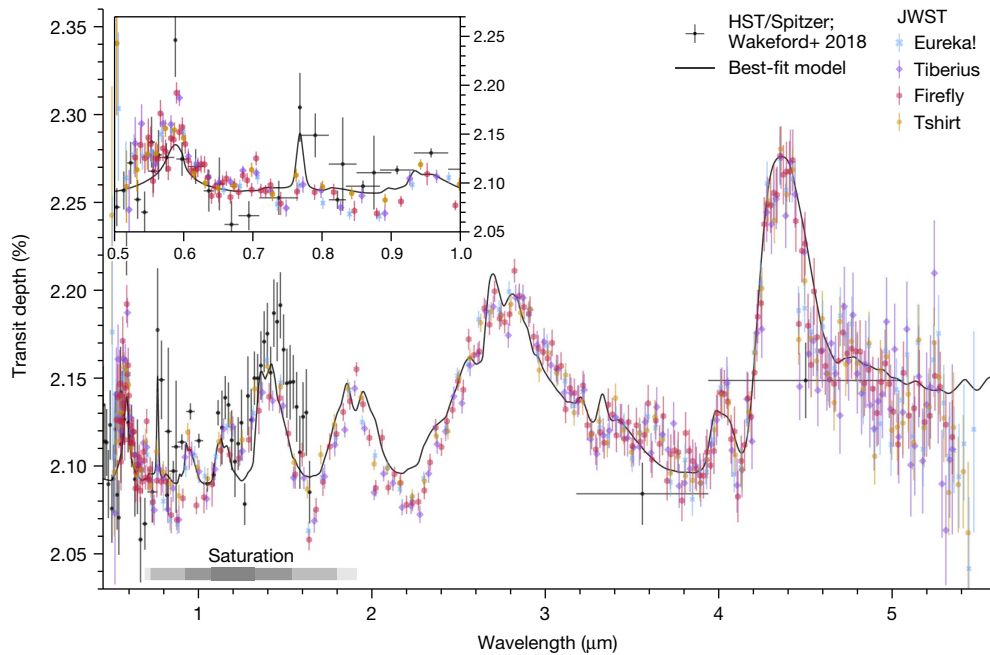 2.36
2.35
2.30
2.25
2.20
2.15
2.10
2.05
Transit depth (%)
2.25
2.20
2.15
2.10
2.05
0.5
0.6
0.7
0.8
0.9
1.0
HST/Spitzer;
Wakeford+ 2018
Best-fit model
JWST
Eureka!
Tiberius
Firefly
Tshirt
Saturation
1
2
3
4
5
Wavelength (μm)